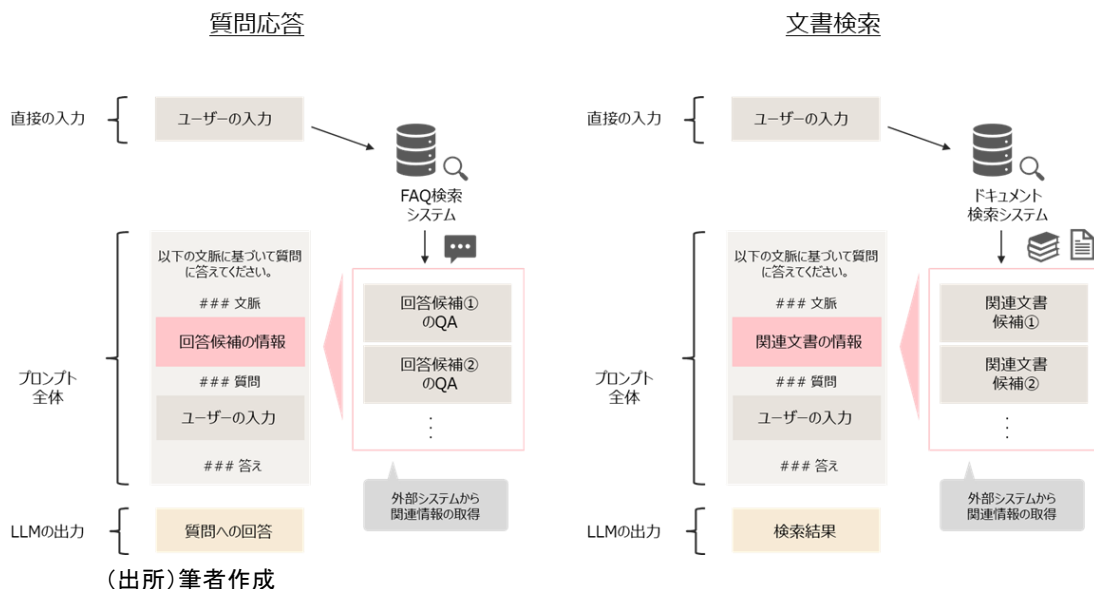 質問応答
直接の入力
ユーザーの入力
FAQ検索
システム
プロンプト
全体
以下の文脈に基づいて質問
に答えてください。
### 文脈
回答候補の情報
### 質問
ユーザーの入力
### 答え
回答候補①
のQA
回答候補②
のQA
⋮
外部システムから
関連情報の取得
LLMの出力
質問への回答
文書検索
直接の入力
ユーザーの入力
ドキュメント
検索システム
プロンプト
全体
以下の文脈に基づいて質問
に答えてください。
### 文脈
関連文書の情報
### 質問
ユーザーの入力
### 答え
関連文書
候補①
関連文書
候補②
⋮
外部システムから
関連情報の取得
LLMの出力
検索結果
（出所）筆者作成